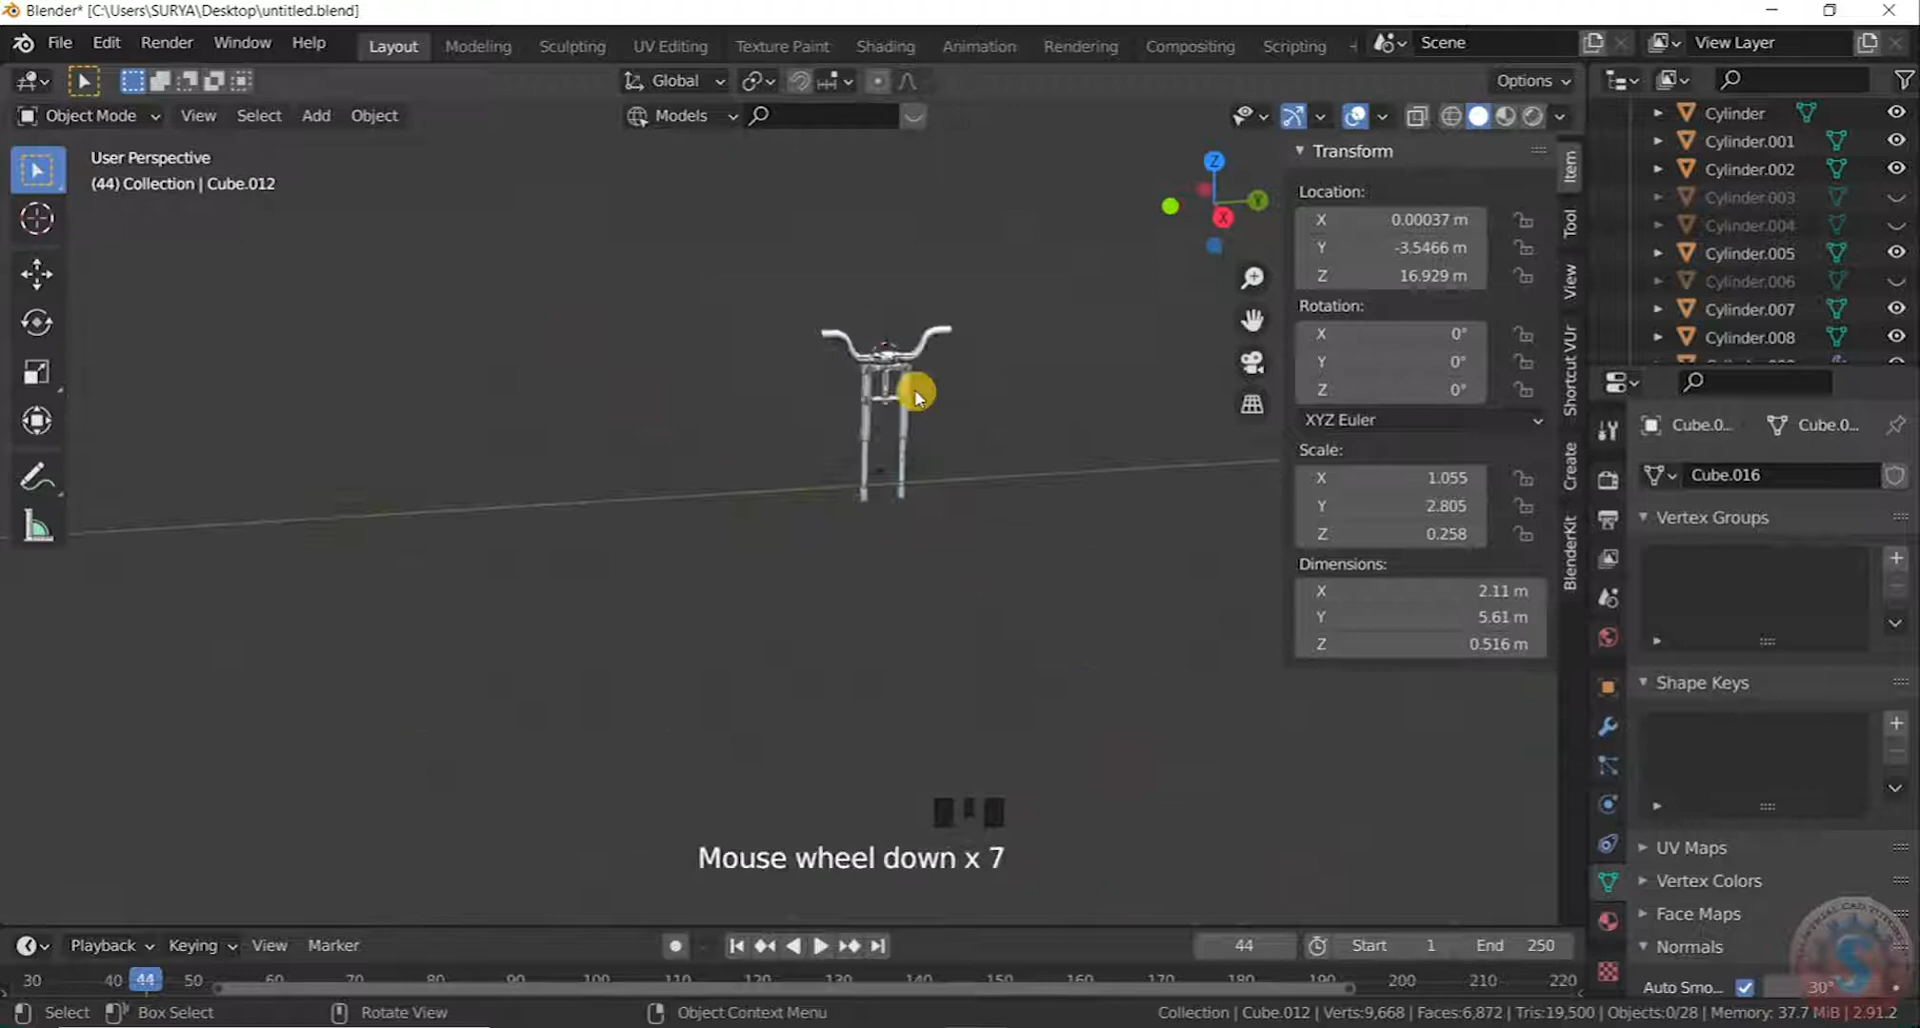 Blender* [C:\Users\SURYA\Desktop\untitled.blend]
File Edit Render Window Help Layout Modeling Sculpting UV Editing Texture Paint Shading Animation Rendering Compositing Scripting Scene View Layer
Global Options
Object Mode View Select Add Object Models
User Perspective
(44) Collection | Cube.012
Z
Y
X
Transform
Location:
X 0.00037 m
Y -3.5466 m
Z 16.929 m
Rotation:
X 0°
Y 0°
Z 0°
XYZ Euler
Scale:
X 1.055
Y 2.805
Z 0.258
Dimensions:
X 2.11 m
Y 5.61 m
Z 0.516 m
Item
Tool
View
Shortcut VUr
Create
BlenderKit
Cylinder
Cylinder.001
Cylinder.002
Cylinder.003
Cylinder.004
Cylinder.005
Cylinder.006
Cylinder.007
Cylinder.008
Cube.0... Cube.0...
Cube.016
Vertex Groups
Shape Keys
UV Maps
Vertex Colors
Face Maps
Normals
Auto Smo... 30°
Mouse wheel down x 7
Playback Keying View Marker 44 Start 1 End 250
30 40 44 50 60 70 80 90 100 110 120 130 140 150 160 170 180 190 200 210 220
Select Box Select Rotate View Object Context Menu Collection | Cube.012 | Verts:9,668 | Faces:6,872 | Tris:19,500 | Objects:0/28 | Memory: 37.7 MiB | 2.91.2